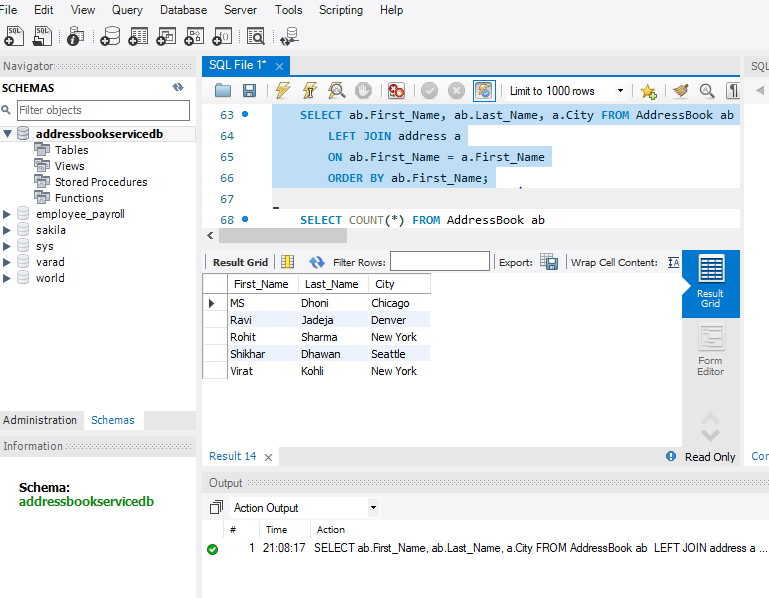 File Edit View Query Database Server Tools Scripting Help
Navigator
SCHEMAS
Filter objects
addressbookservicedb
Tables
Views
Stored Procedures
Functions
employee_payroll
sakila
sys
varad
world
Administration Schemas
Information
Schema:
addressbookservicedb
SQL File 1*
SQL
Limit to 1000 rows
63 SELECT ab.First_Name, ab.Last_Name, a.City FROM AddressBook ab
64 LEFT JOIN address a
65 ON ab.First_Name = a.First_Name
66 ORDER BY ab.First_Name;
67
68 SELECT COUNT(*) FROM AddressBook ab
Result Grid Filter Rows: Export: Wrap Cell Content: IA
First_Name Last_Name City
MS Dhoni Chicago
Ravi Jadeja Denver
Rohit Sharma New York
Shikhar Dhawan Seattle
Virat Kohli New York
Result
Grid
Form
Editor
Result 14 Read Only Con
Output
Action Output
# Time Action
1 21:08:17 SELECT ab.First_Name, ab.Last_Name, a.City FROM AddressBook ab LEFT JOIN address a ...